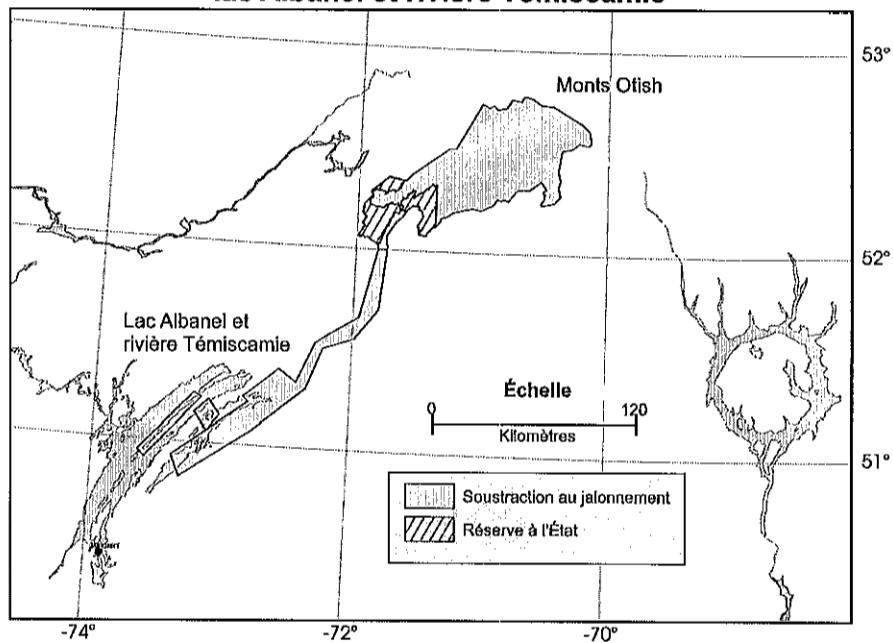 53°
Monts Otish
52°
Lac Albanel et
rivière Témiscamie
Échelle
0 120
Kilomètres
51°
Soustraction au jalonnement
Réserve à l'État
-74° -72° -70°